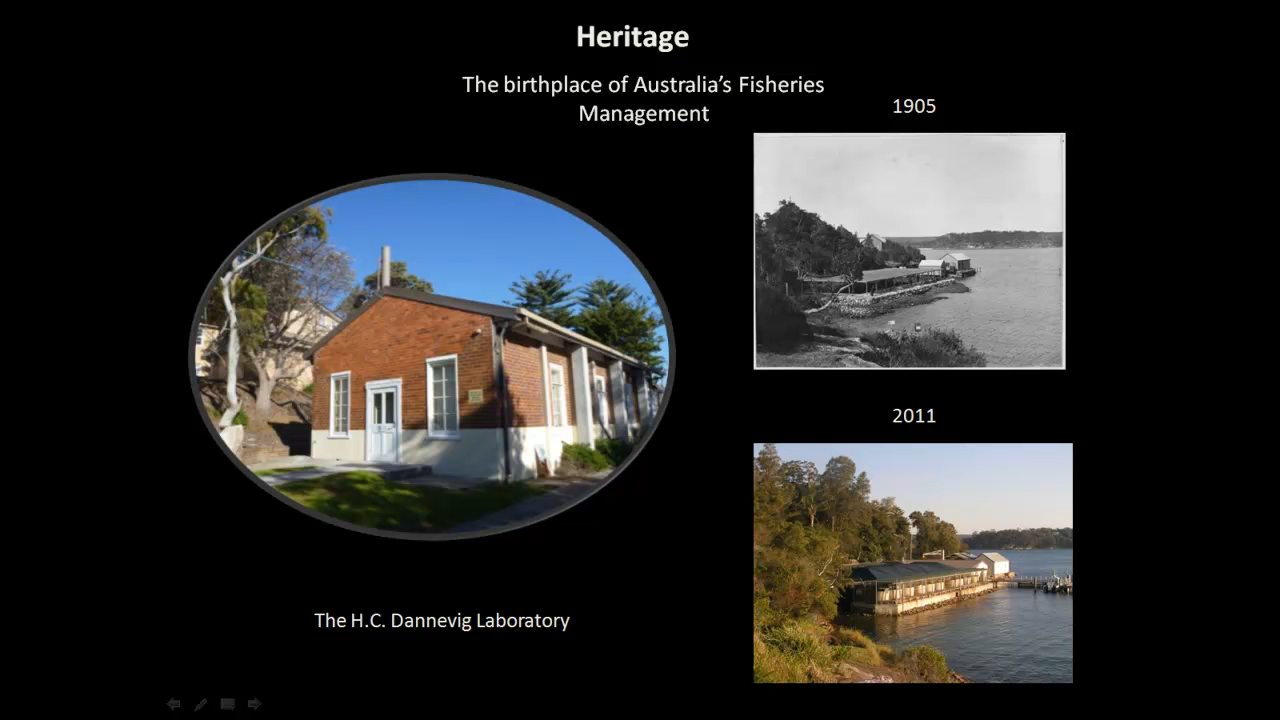 Heritage
The birthplace of Australia’s Fisheries
Management
1905
2011
The H.C. Dannevig Laboratory